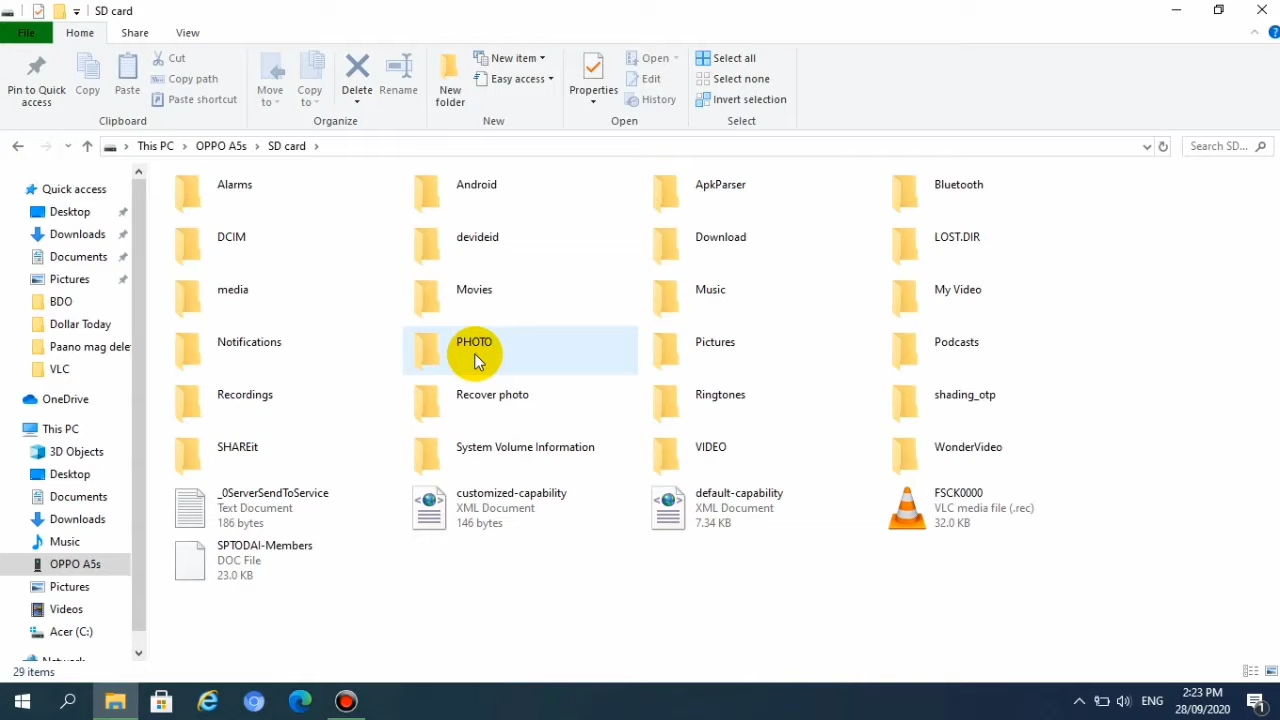 SD card
File
Home
Share
View
Pin to Quick access
Copy
Paste
Cut
Copy path
Paste shortcut
Clipboard
Move to
Copy to
Delete
Rename
Organize
New folder
New item
Easy access
New
Properties
Open
Edit
History
Open
Select all
Select none
Invert selection
Select
This PC
OPPO A5s
SD card
Search SD...
Quick access
Desktop
Downloads
Documents
Pictures
BDO
Dollar Today
Paano mag dele
VLC
OneDrive
This PC
3D Objects
Desktop
Documents
Downloads
Music
OPPO A5s
Pictures
Videos
Acer (C:)
Network
Alarms
Android
ApkParser
Bluetooth
DCIM
devideid
Download
LOST.DIR
media
Movies
Music
My Video
Notifications
PHOTO
Pictures
Podcasts
Recordings
Recover photo
Ringtones
shading_otp
SHAREit
System Volume Information
VIDEO
WonderVideo
_0ServerSendToService
Text Document
186 bytes
customized-capability
XML Document
146 bytes
default-capability
XML Document
7.34 KB
FSCK0000
VLC media file (.rec)
32.0 KB
SPTODAI-Members
DOC File
23.0 KB
29 items
ENG
2:23 PM
28/09/2020
1